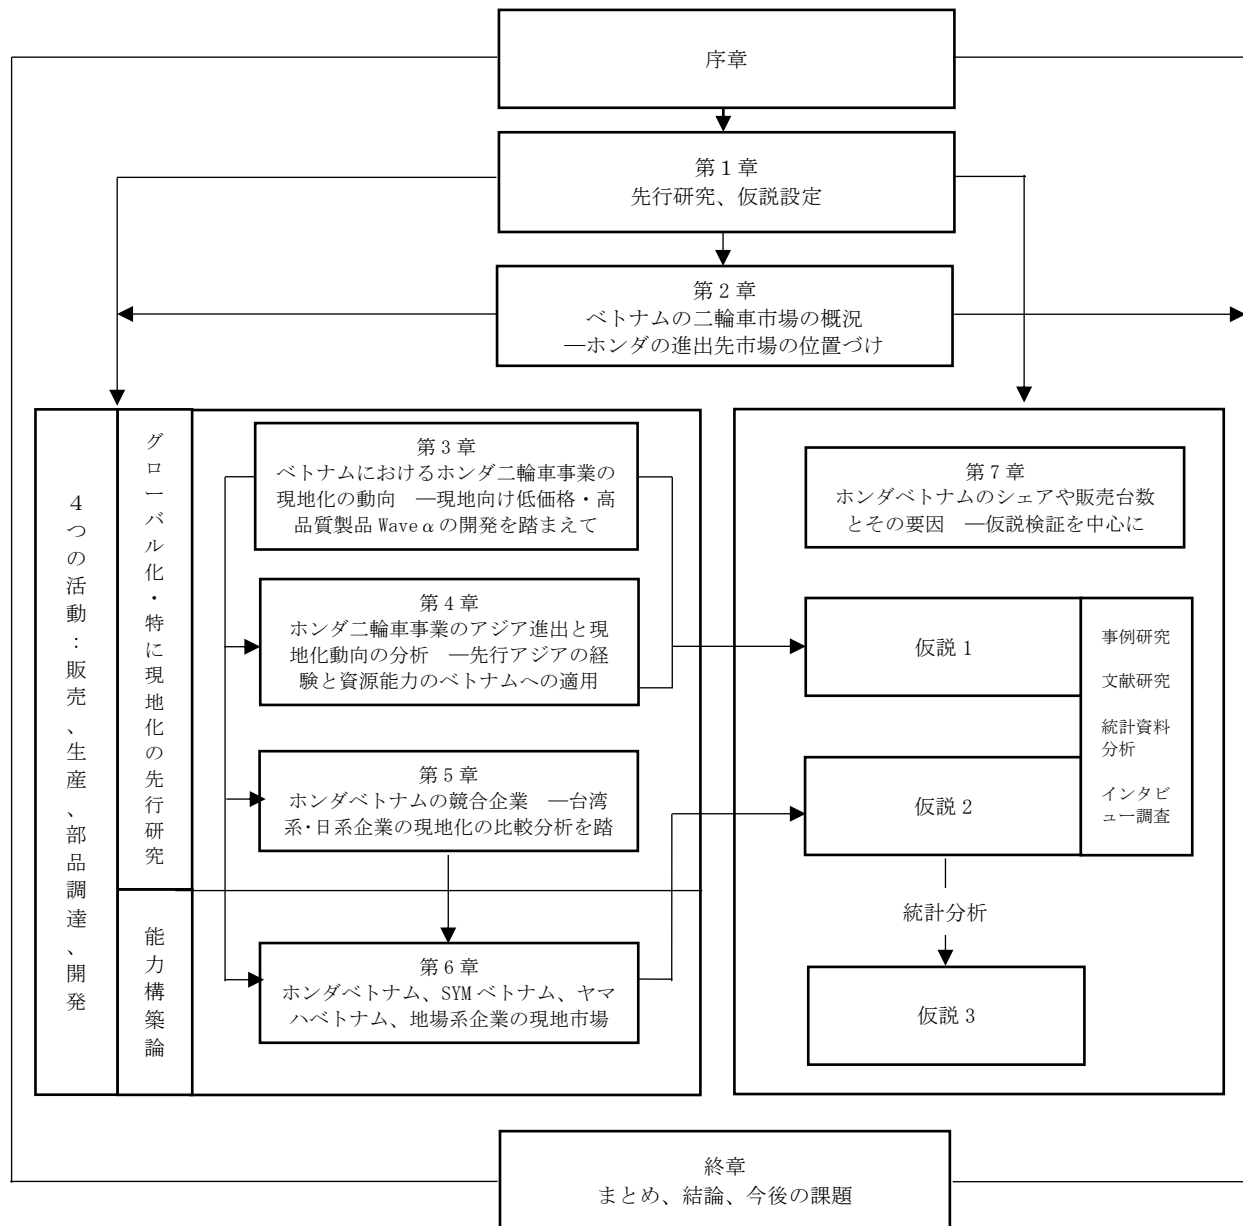 序章
第１章
先行研究、仮説設定
第２章
ベトナムの二輪車市場の概況
―ホンダの進出先市場の位置づけ
４つの活動：販売、生産、部品調達、開発
グローバル化・特に現地化の先行研究
能力構築論
第３章
ベトナムにおけるホンダ二輪車事業の
現地化の動向　―現地向け低価格・高
品質製品 Wave α の開発を踏まえて
第４章
ホンダ二輪車事業のアジア進出と現
地化動向の分析　―先行アジアの経
験と資源能力のベトナムへの適用
第５章
ホンダベトナムの競合企業　―台湾
系・日系企業の現地化の比較分析を踏
第６章
ホンダベトナム、SYM ベトナム、ヤマ
ハベトナム、地場系企業の現地市場
第７章
ホンダベトナムのシェアや販売台数
とその要因　―仮説検証を中心に
仮説１
仮説２
事例研究
文献研究
統計資料
分析
インタビ
ュー調査
統計分析
仮説３
終章
まとめ、結論、今後の課題